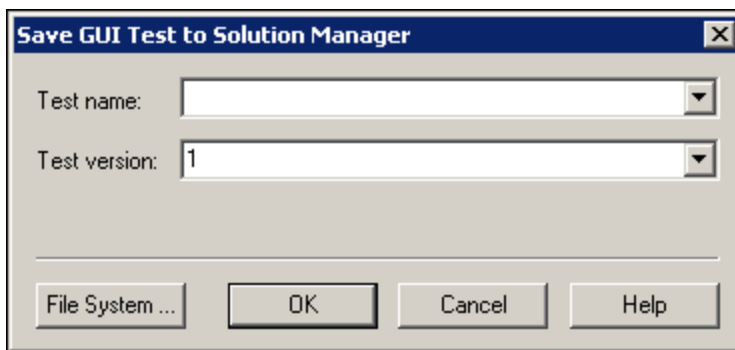 Save GUI Test to Solution Manager
Test name:
Test version: 1
File System ... OK Cancel Help